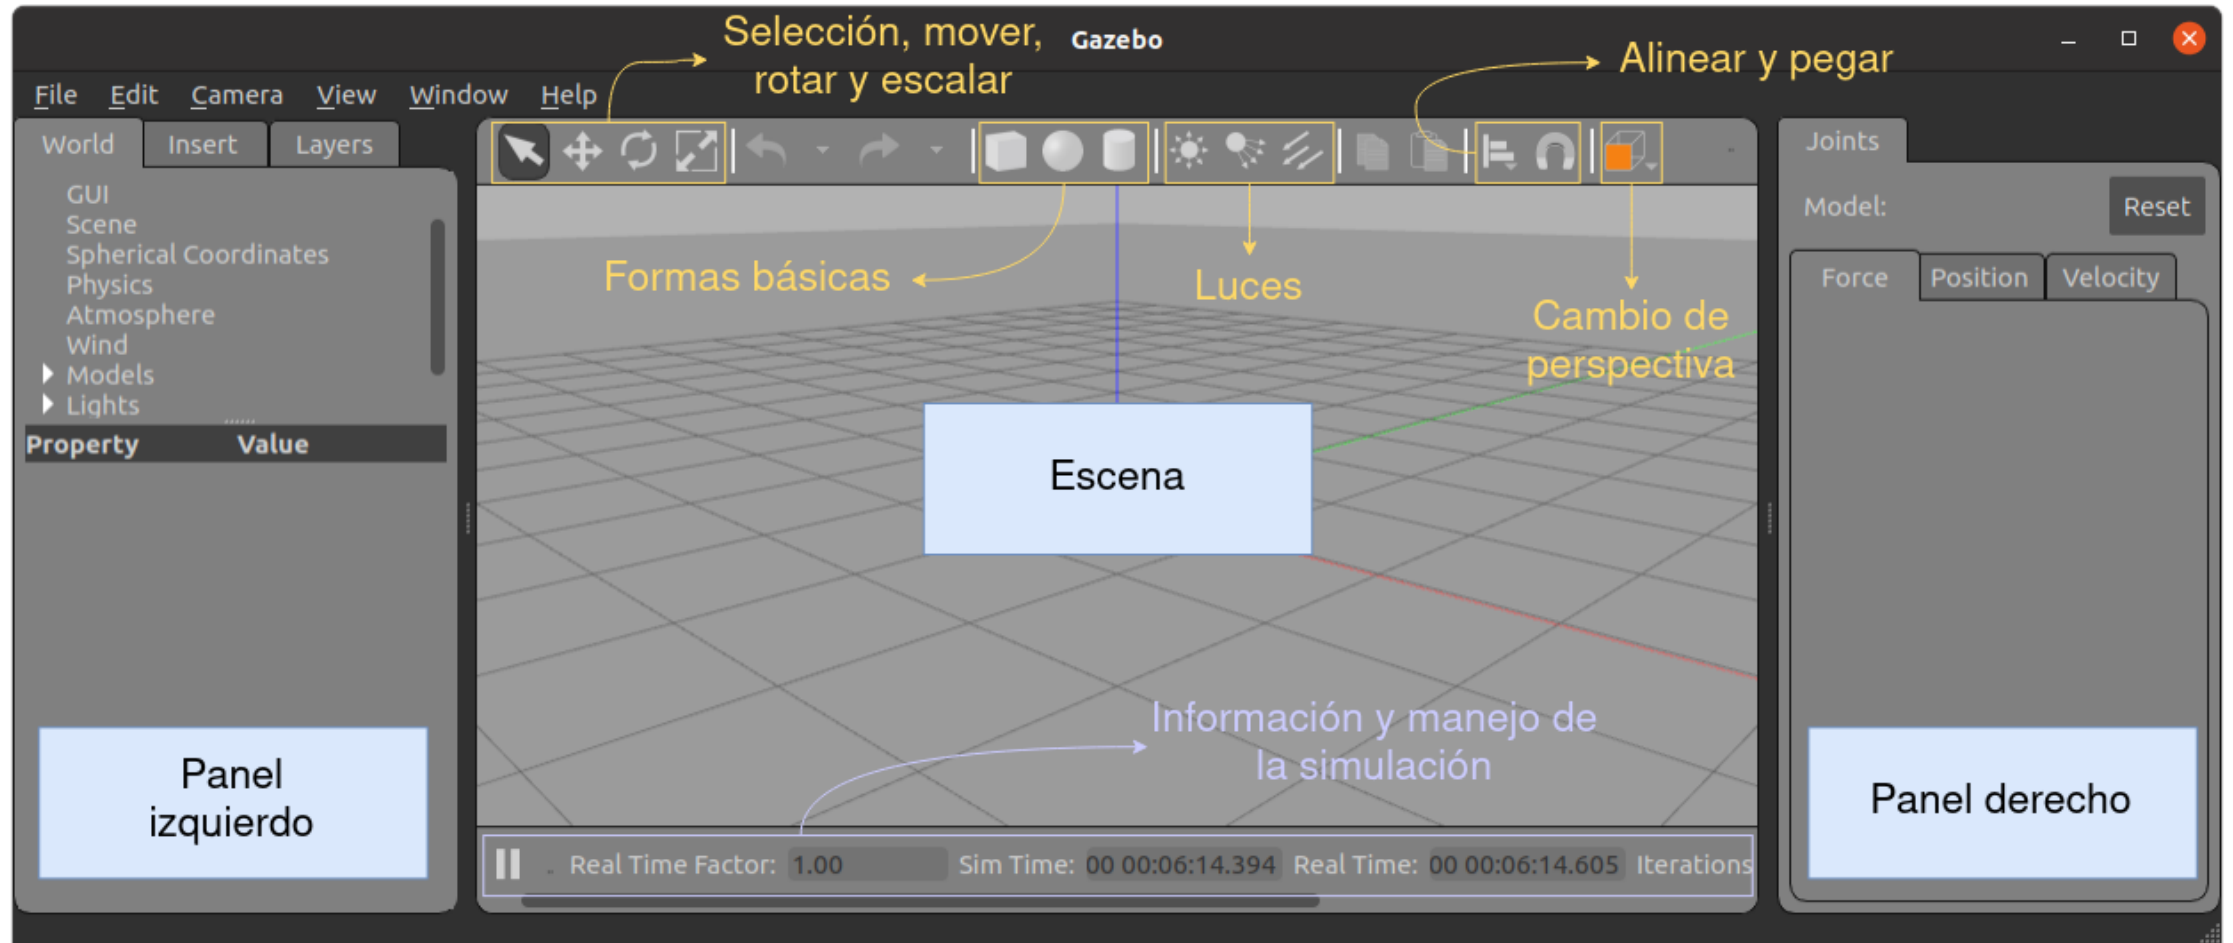 Selección, mover,
rotar y escalar
Gazebo
Alinear y pegar
File Edit Camera View Window Help
World Insert Layers
Joints
GUI
Scene
Spherical Coordinates
Physics
Atmosphere
Wind
Models
Lights
Property Value
Panel
izquierdo
Formas básicas
Luces
Cambio de
perspectiva
Escena
Información y manejo de
la simulación
Real Time Factor: 1.00 Sim Time: 00 00:06:14.394 Real Time: 00 00:06:14.605 Iterations
Model: Reset
Force Position Velocity
Panel derecho